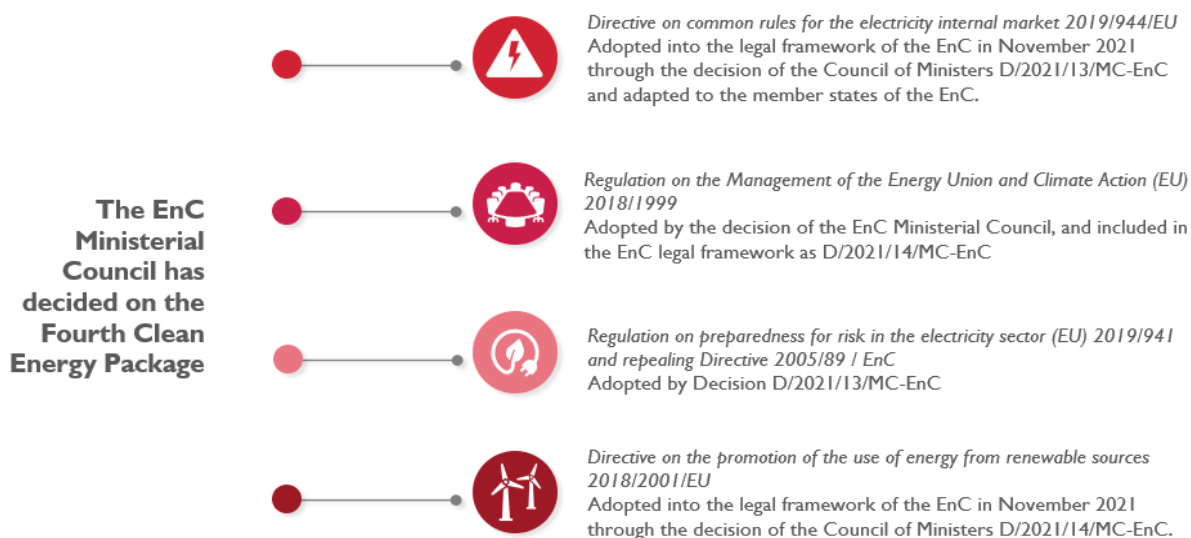 The EnC
Ministerial
Council has
decided on the
Fourth Clean
Energy Package
Directive on common rules for the electricity internal market 2019/944/EU
Adopted into the legal framework of the EnC in November 2021
through the decision of the Council of Ministers D/2021/13/MC-EnC
and adapted to the member states of the EnC.
Regulation on the Management of the Energy Union and Climate Action (EU)
2018/1999
Adopted by the decision of the EnC Ministerial Council, and included in
the EnC legal framework as D/2021/14/MC-EnC
Regulation on preparedness for risk in the electricity sector (EU) 2019/941
and repealing Directive 2005/89 / EnC
Adopted by Decision D/2021/13/MC-EnC
Directive on the promotion of the use of energy from renewable sources
2018/2001/EU
Adopted into the legal framework of the EnC in November 2021
through the decision of the Council of Ministers D/2021/14/MC-EnC.